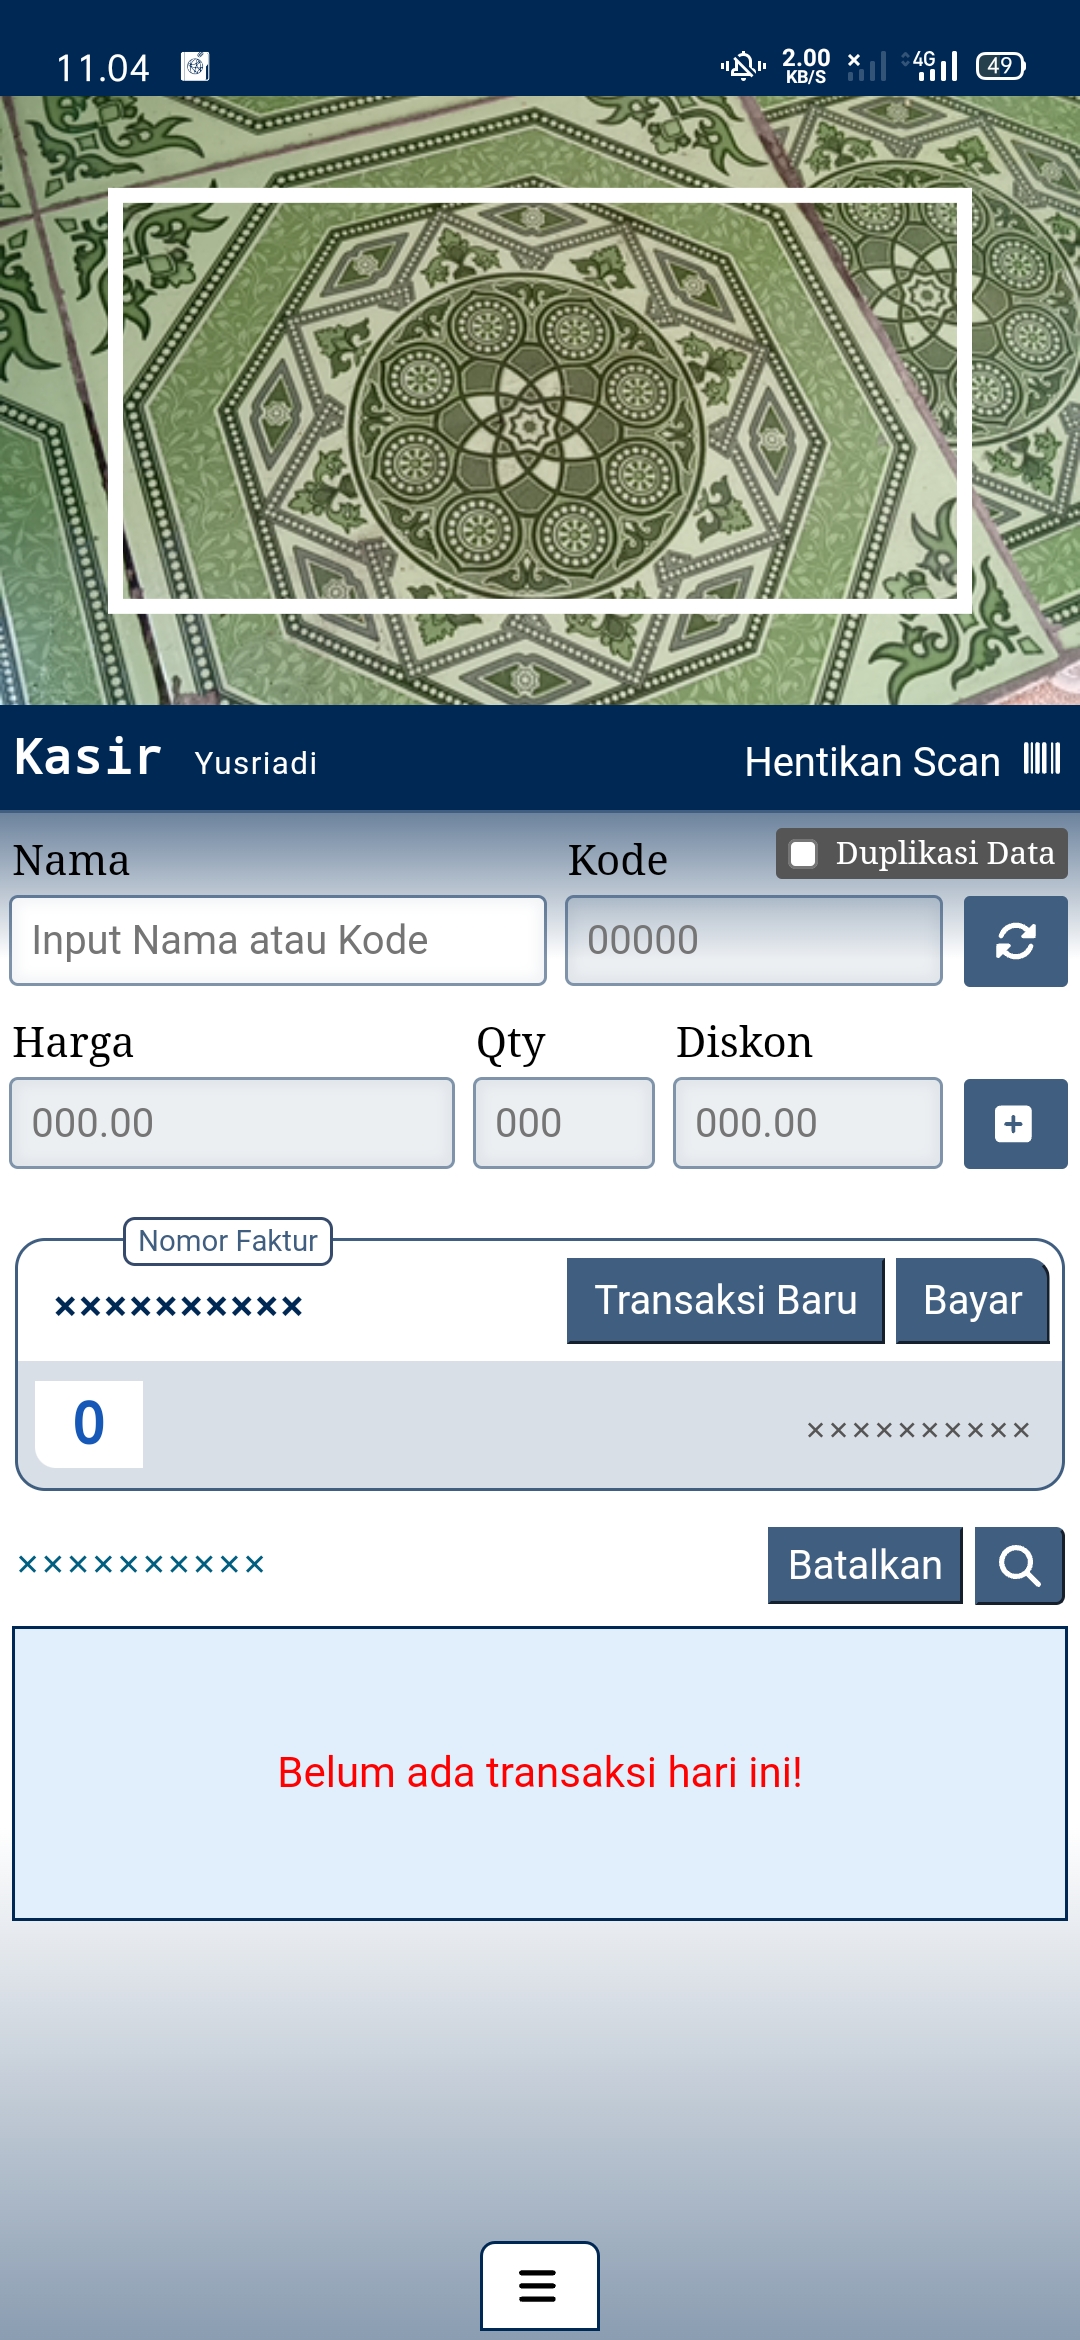 11.04 2.00 KB/S 4G 49
Kasir Yusriadi Hentikan Scan
Nama Kode Duplikasi Data
Input Nama atau Kode 00000
Harga Qty Diskon
000.00 000 000.00
Nomor Faktur
×××××××××× Transaksi Baru Bayar
0 ××××××××××
×××××××××× Batalkan
Belum ada transaksi hari ini!